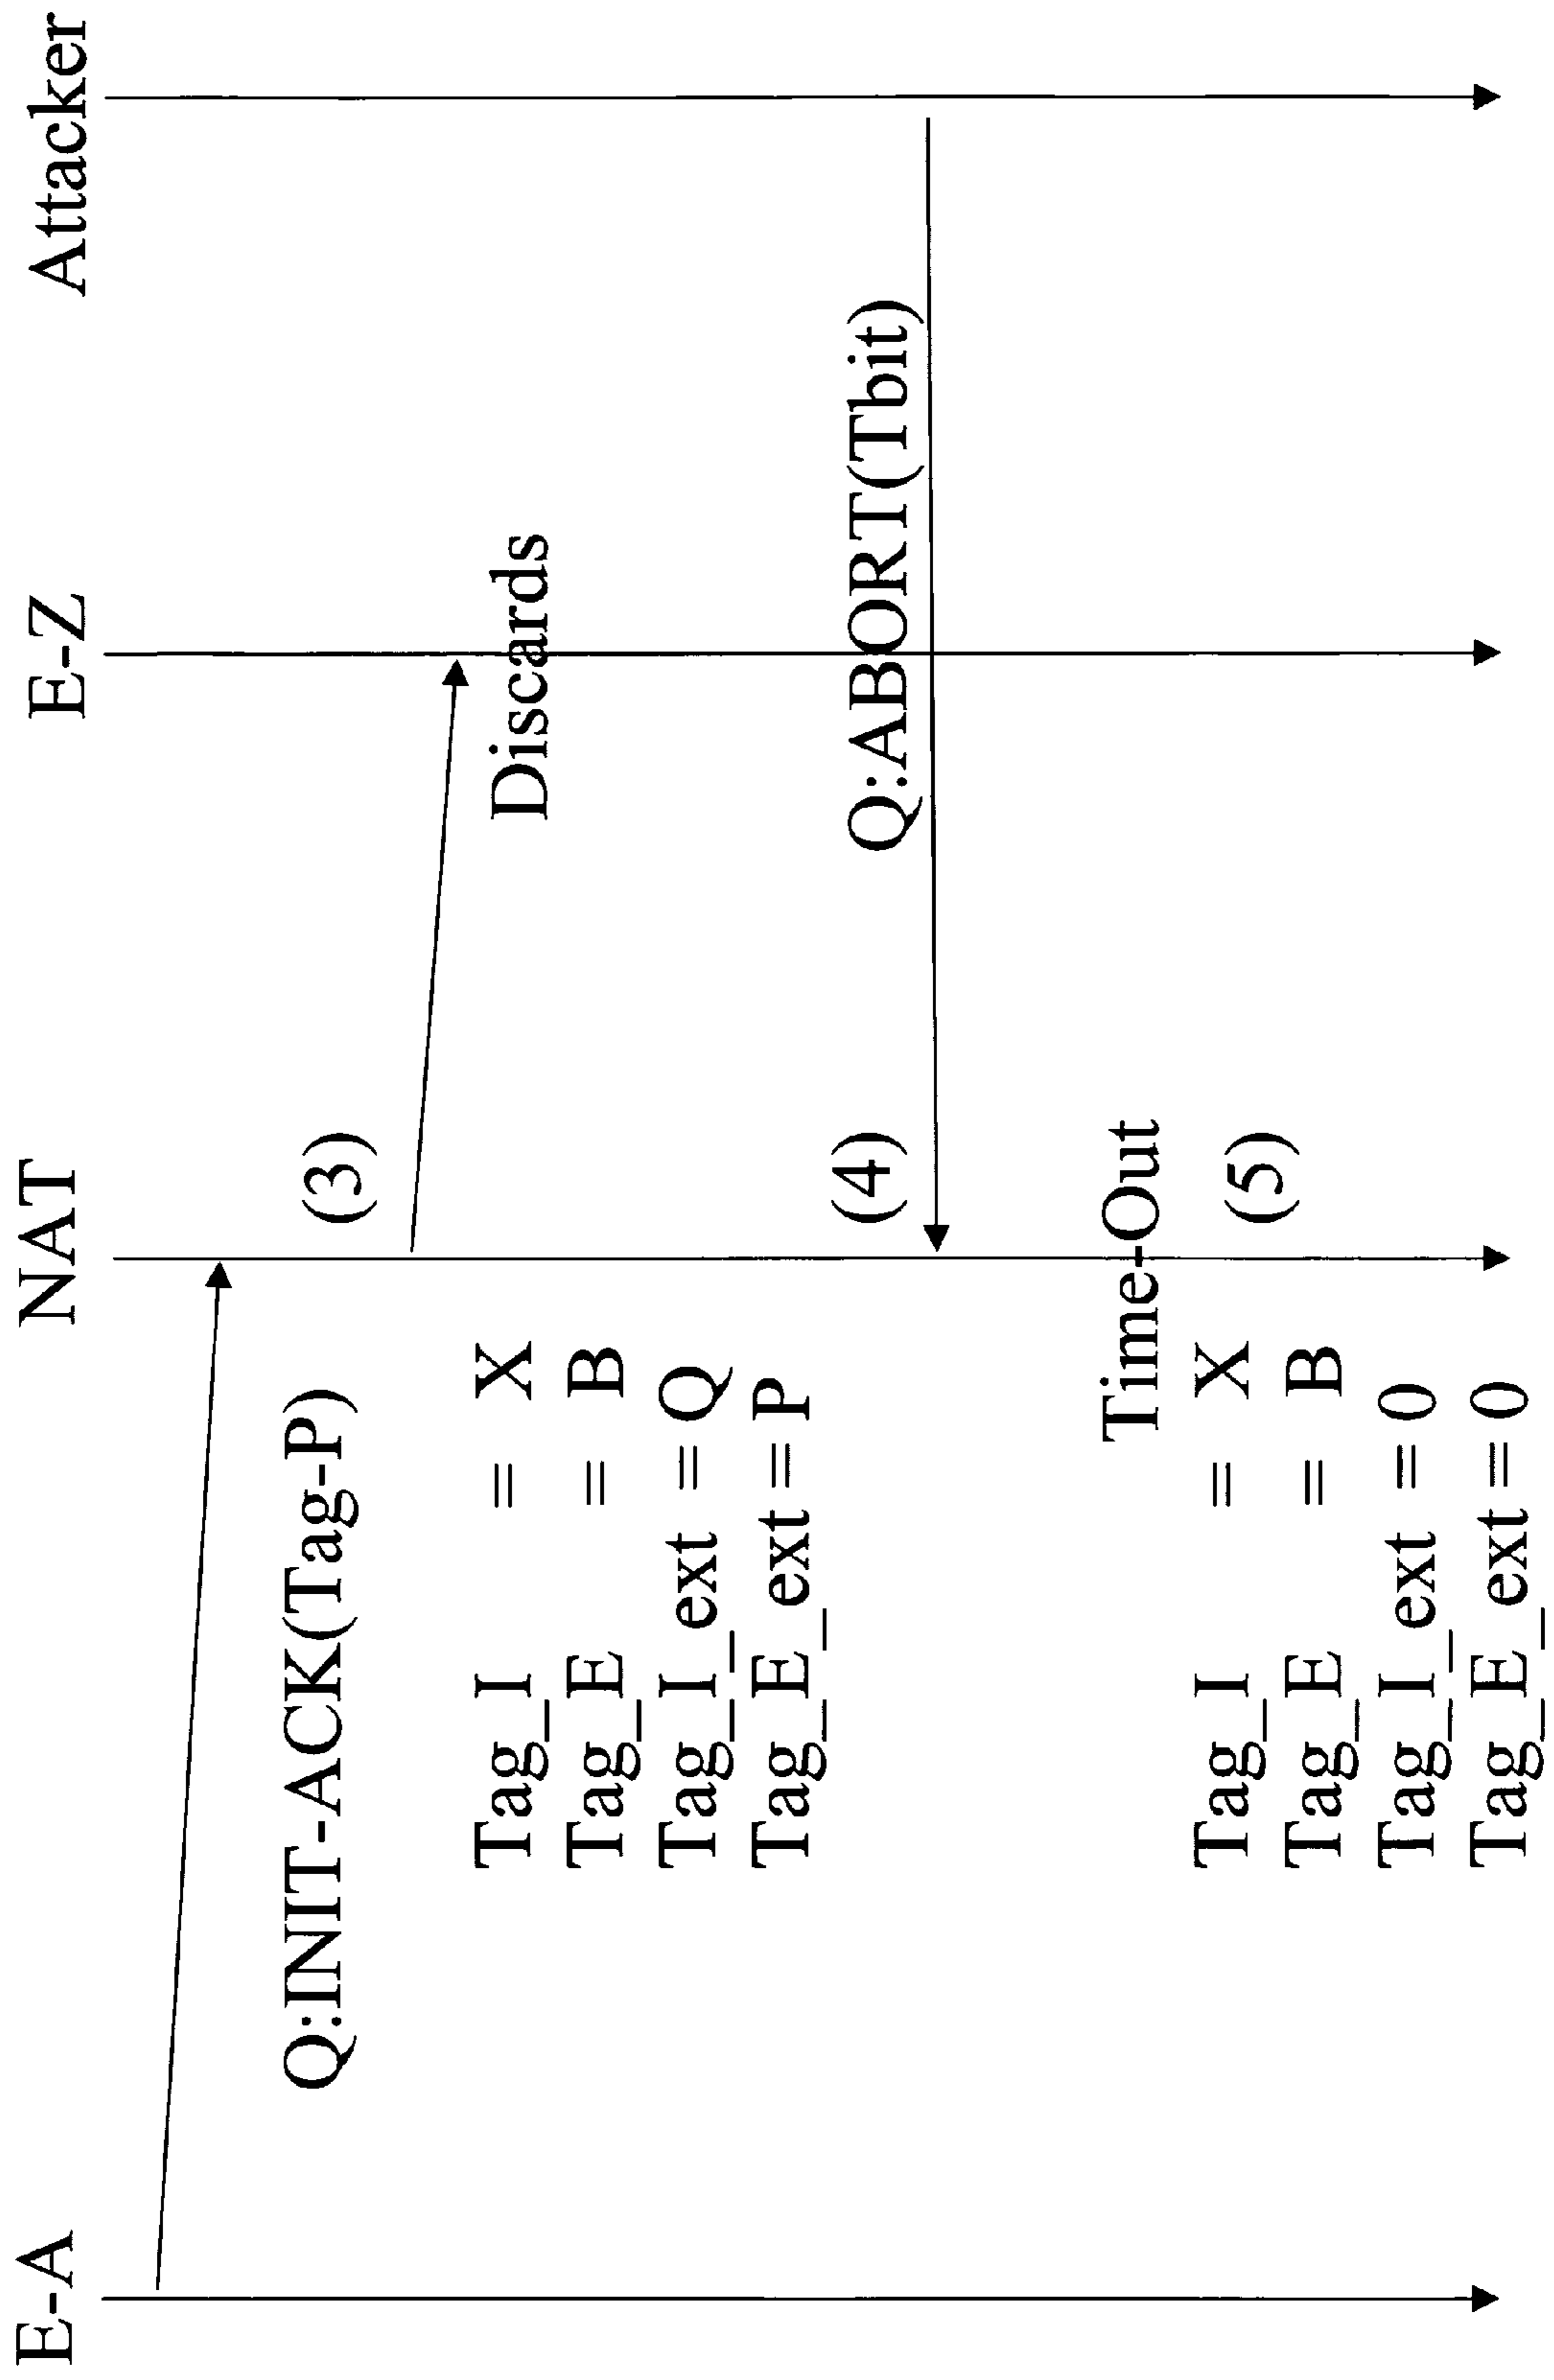 E-A
NAT
E-Z
Attacker
Q:INIT-ACK(Tag-P)
(3)
Tag_I = X
Tag_E = B
Tag_I_ext = Q
Tag_E_ext = P
Discards
(4)
Q:ABORT(Tbit)
Time-Out
(5)
Tag_I = X
Tag_E = B
Tag_I_ext = 0
Tag_E_ext = 0